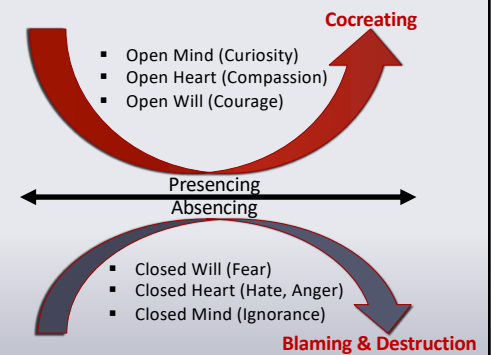 Cocreating
▪ Open Mind (Curiosity)
▪ Open Heart (Compassion)
▪ Open Will (Courage)
Presencing
Absencing
▪ Closed Will (Fear)
▪ Closed Heart (Hate, Anger)
▪ Closed Mind (Ignorance)
Blaming & Destruction